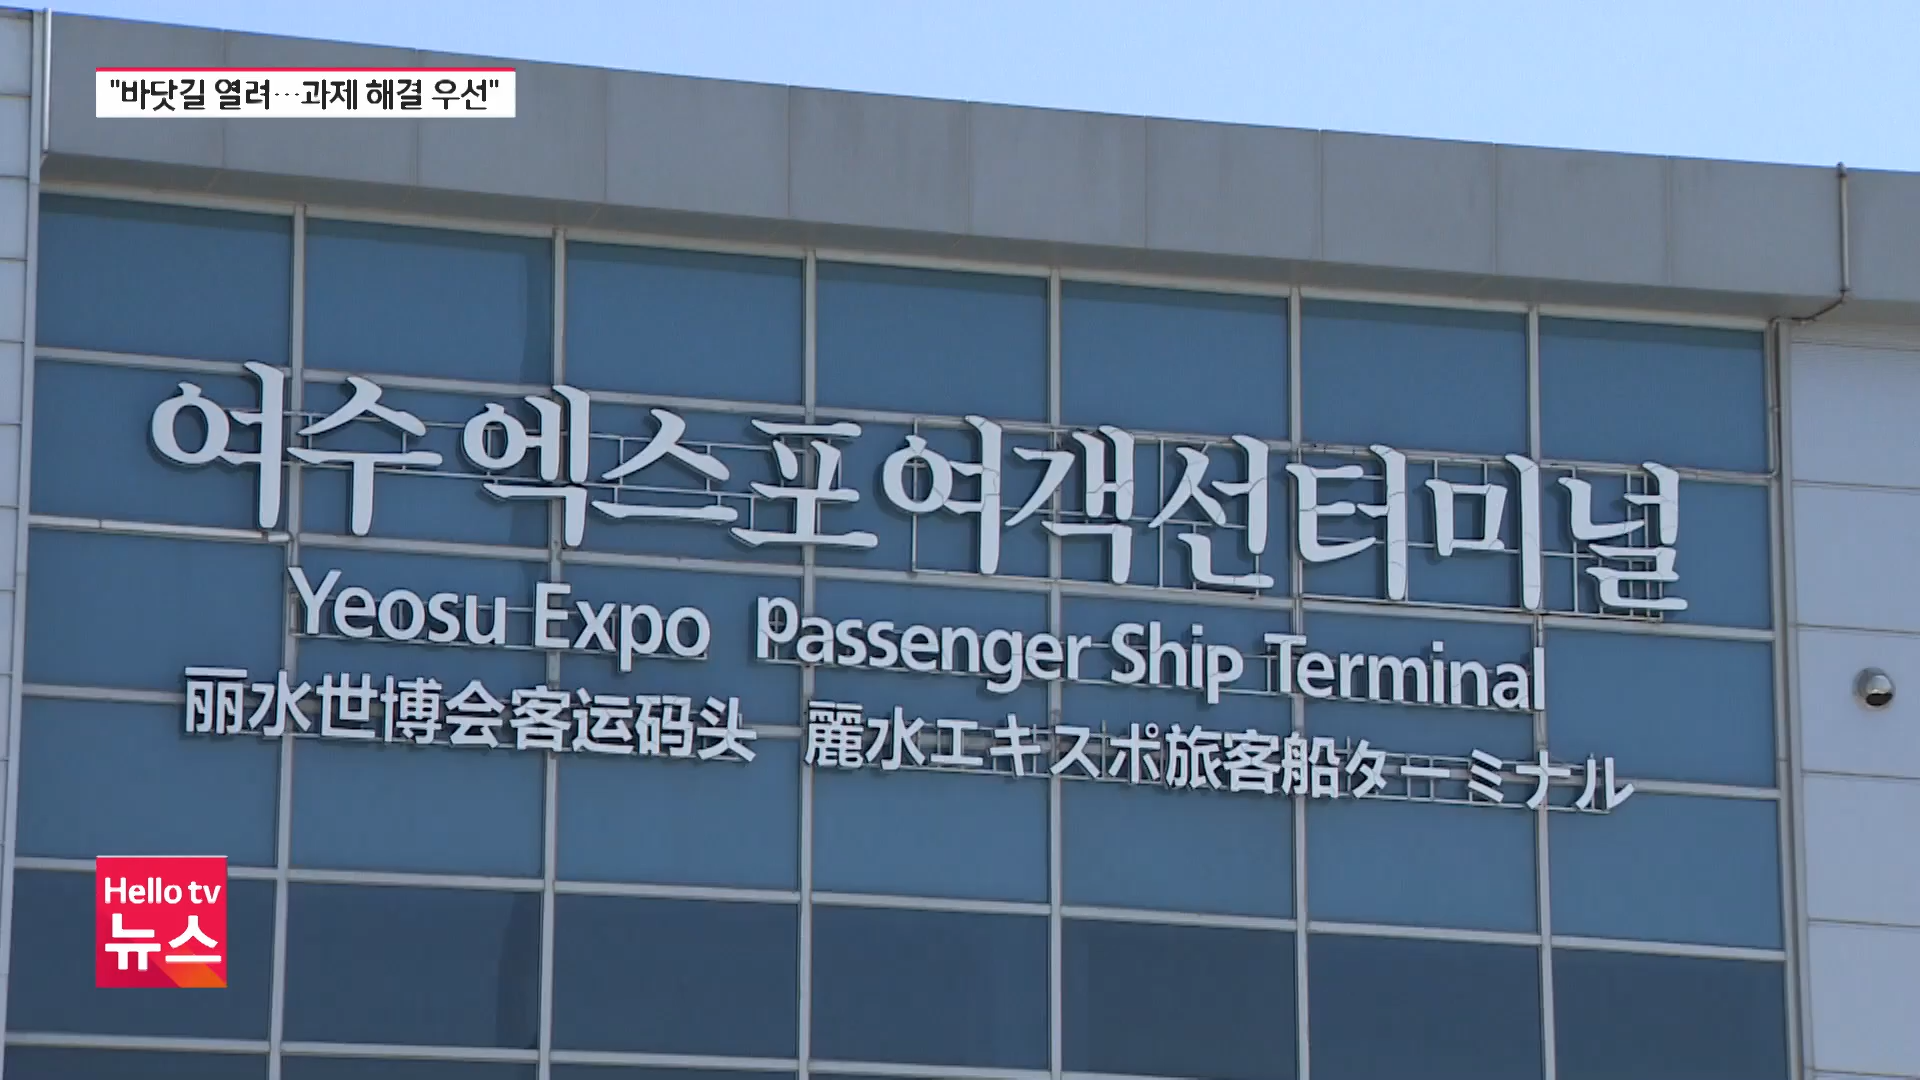 "바닷길 열려…과제 해결 우선"
여수엑스포여객선터미널
Yeosu Expo Passenger Ship Terminal
丽水世博会客运码头 麗水エキスポ旅客船ターミナル
Hello tv
뉴스